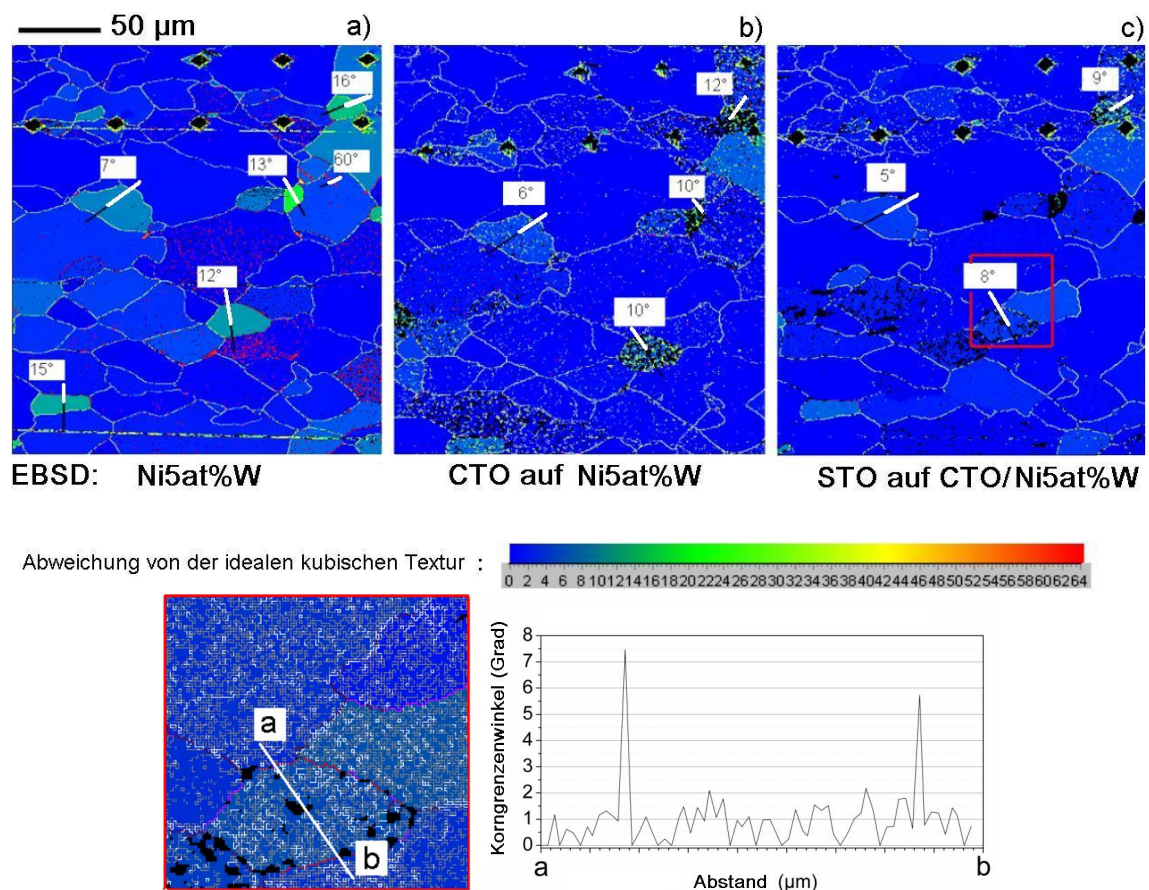 50 µm
a)
b)
c)
16°
7°
13°
60°
12°
15°
12°
6°
10°
10°
9°
5°
8°
EBSD: Ni5at%W
CTO auf Ni5at%W
STO auf CTO/Ni5at%W
Abweichung von der idealen kubischen Textur :
0 2 4 6 8 10 12 14 16 18 20 22 24 26 28 30 32 34 36 38 40 42 44 46 48 50 52 54 56 58 60 62 64
a
b
Korngrenzenwinkel (Grad)
8
7
6
5
4
3
2
1
0
a
b
Abstand (µm)